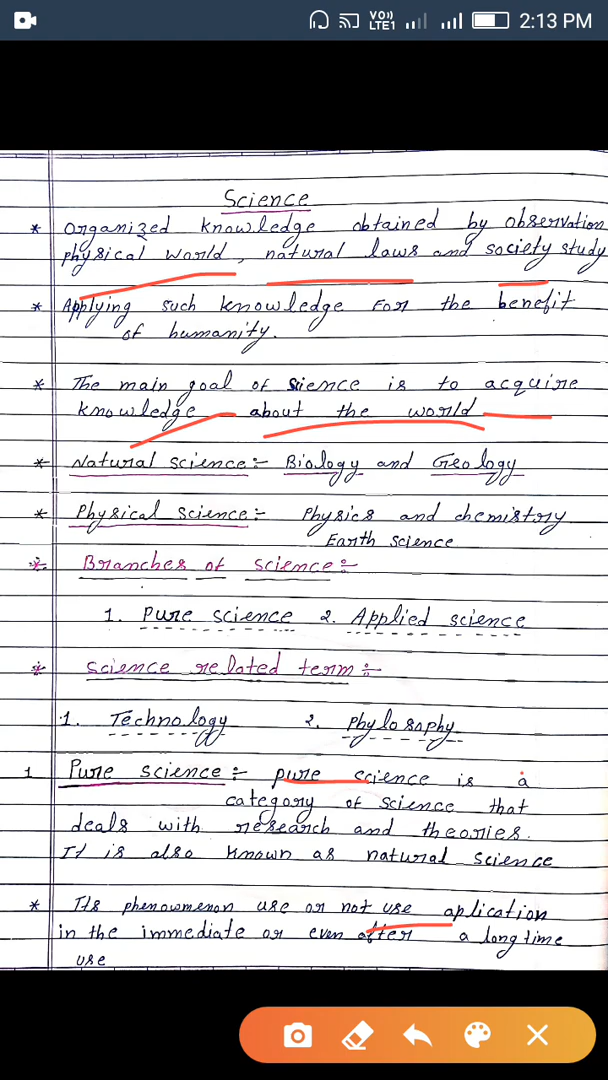 VO)) LTE1 2:13 PM
Science
* Organized knowledge obtained by observation
physical world, natural laws and society study
* Applying such knowledge for the benefit
of humanity.
* The main goal of sience is to acquire
knowledge about the world
* Natural science:- Biology and Geology
* Physical science:- Physics and chemistry
Earth science
* Branches of science:-
1. Pure science 2. Applied science
* Science related term:-
1. Technology 2. Phylosophy
1 Pure science:- pure science is a
category of science that
deals with research and theories.
It is also known as natural science
* Its phenowmenon use or not use aplication
in the immediate or even after a long time
use